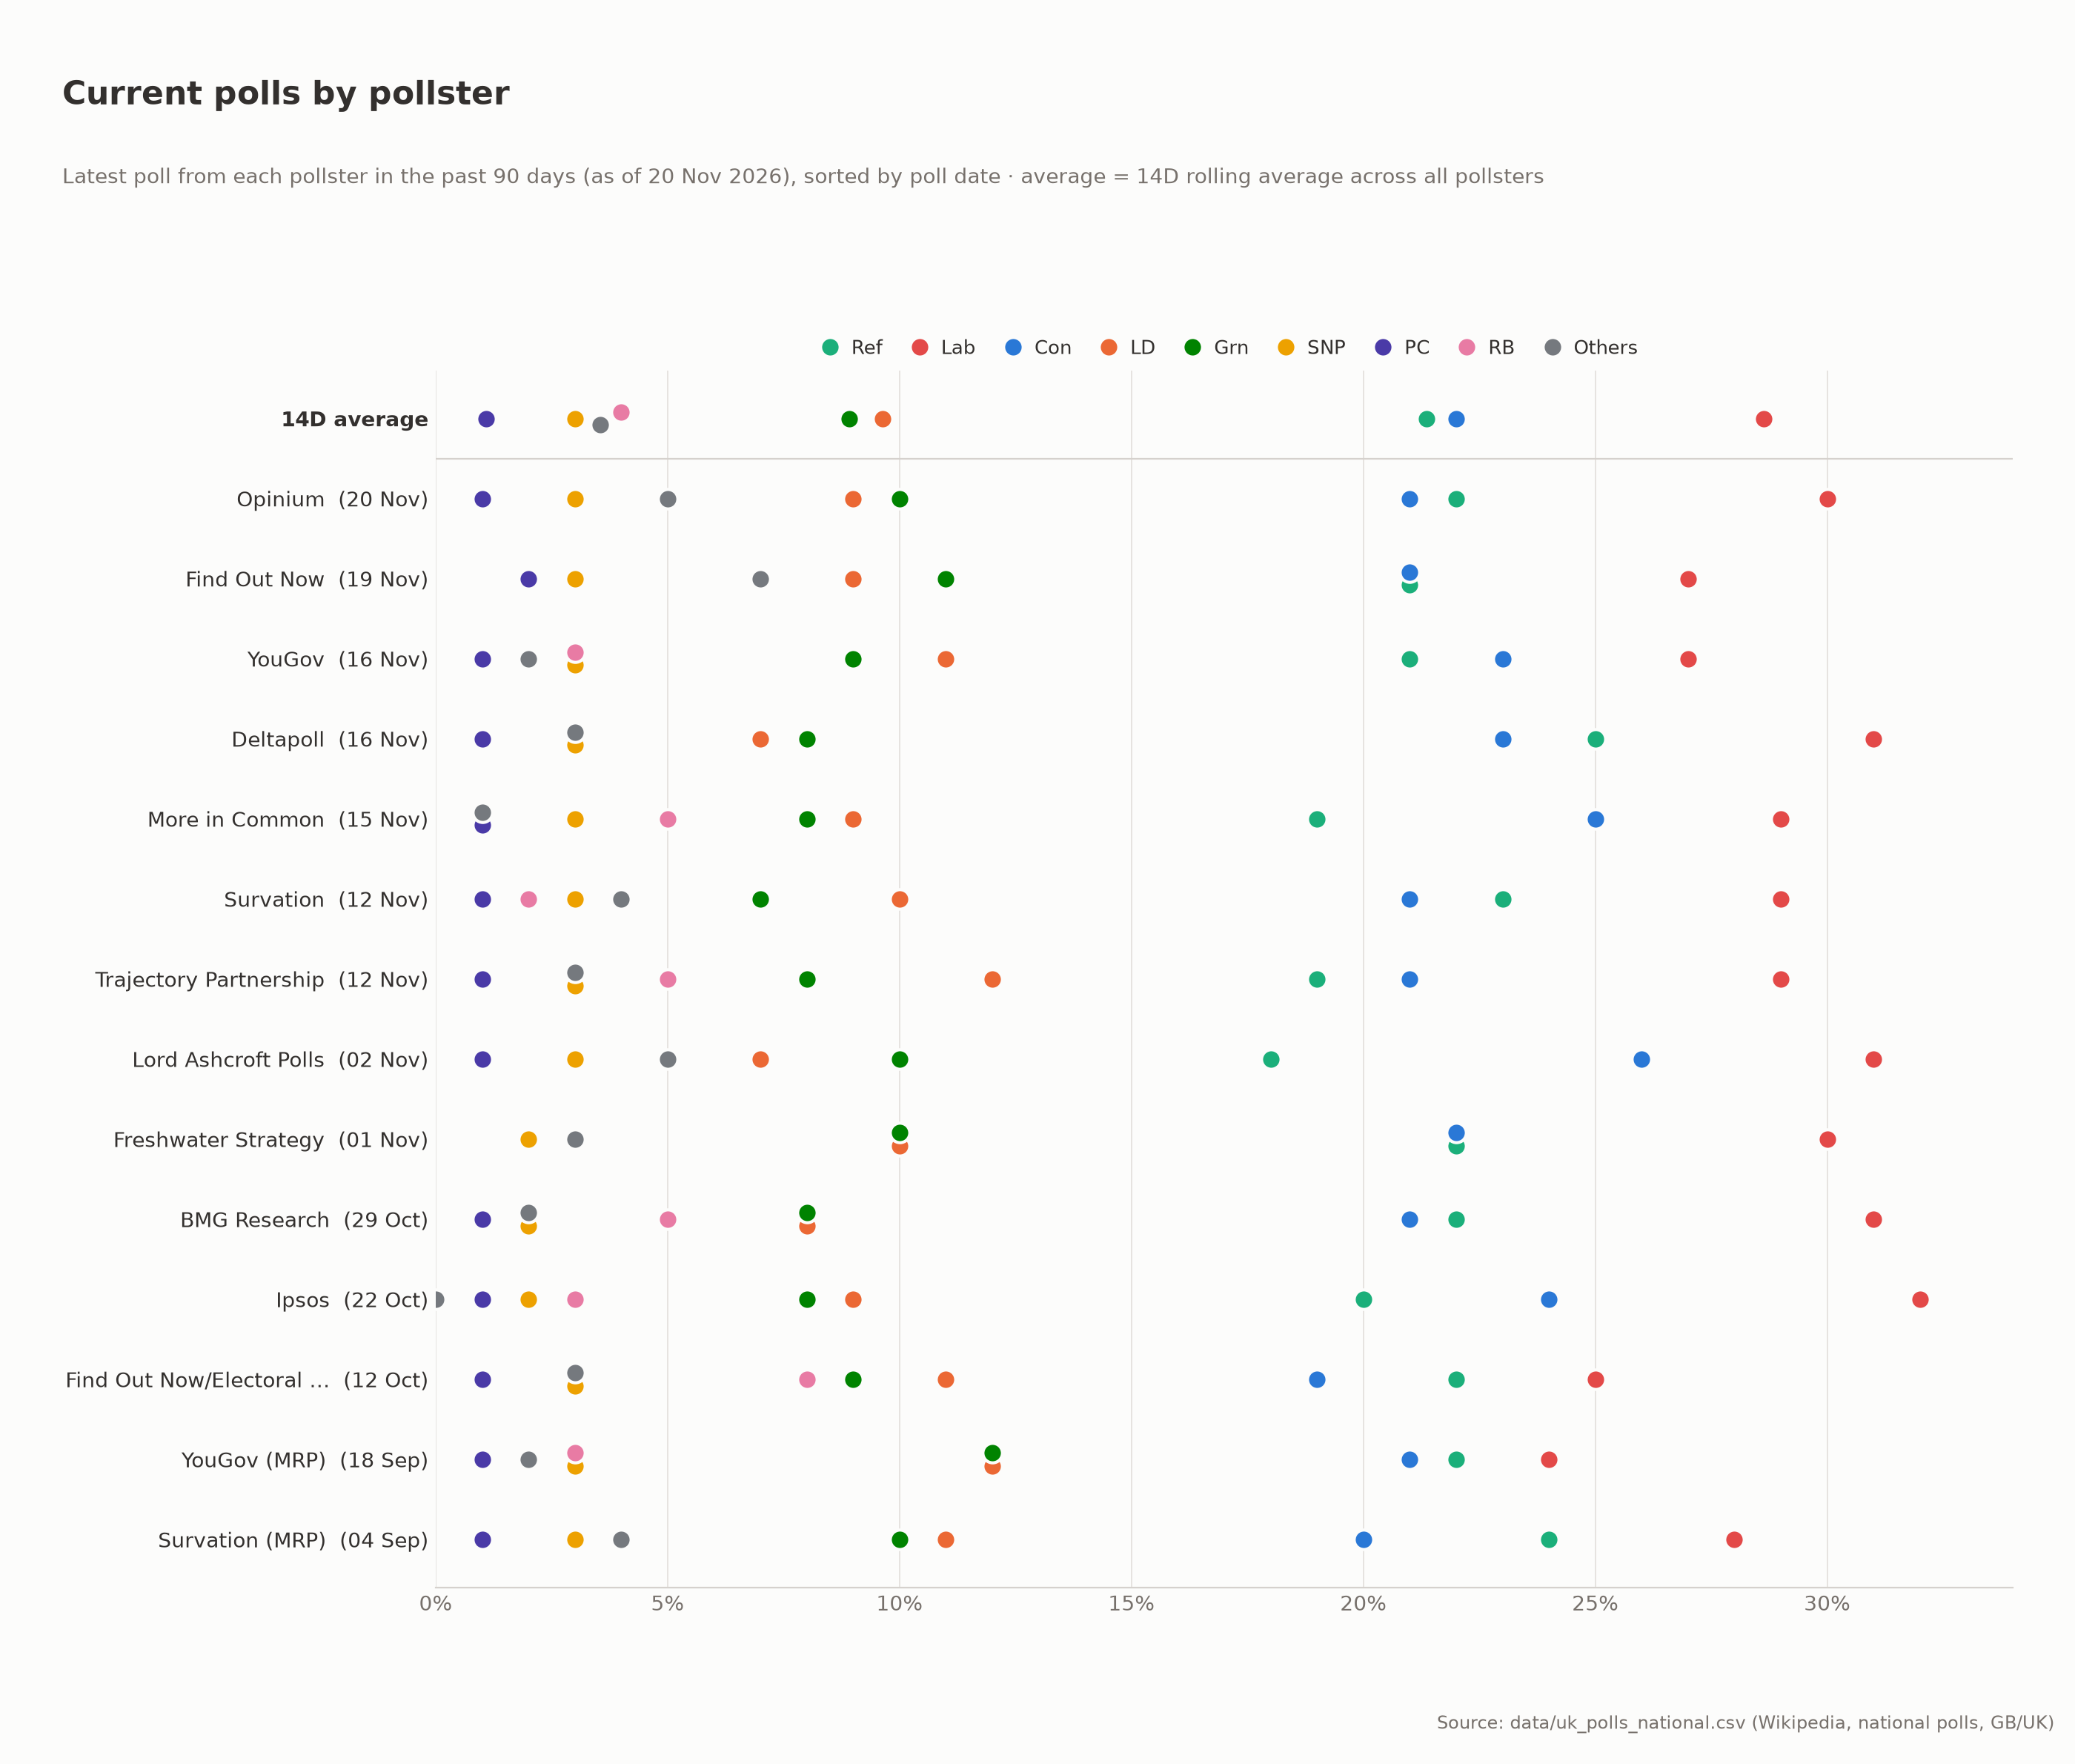 Current polls by pollster
Latest poll from each pollster in the past 90 days (as of 20 Nov 2026), sorted by poll date · average = 14D rolling average across all pollsters
Ref Lab Con LD Grn SNP PC RB Others
14D average
Opinium (20 Nov)
Find Out Now (19 Nov)
YouGov (16 Nov)
Deltapoll (16 Nov)
More in Common (15 Nov)
Survation (12 Nov)
Trajectory Partnership (12 Nov)
Lord Ashcroft Polls (02 Nov)
Freshwater Strategy (01 Nov)
BMG Research (29 Oct)
Ipsos (22 Oct)
Find Out Now/Electoral ... (12 Oct)
YouGov (MRP) (18 Sep)
Survation (MRP) (04 Sep)
0% 5% 10% 15% 20% 25% 30%
Source: data/uk_polls_national.csv (Wikipedia, national polls, GB/UK)